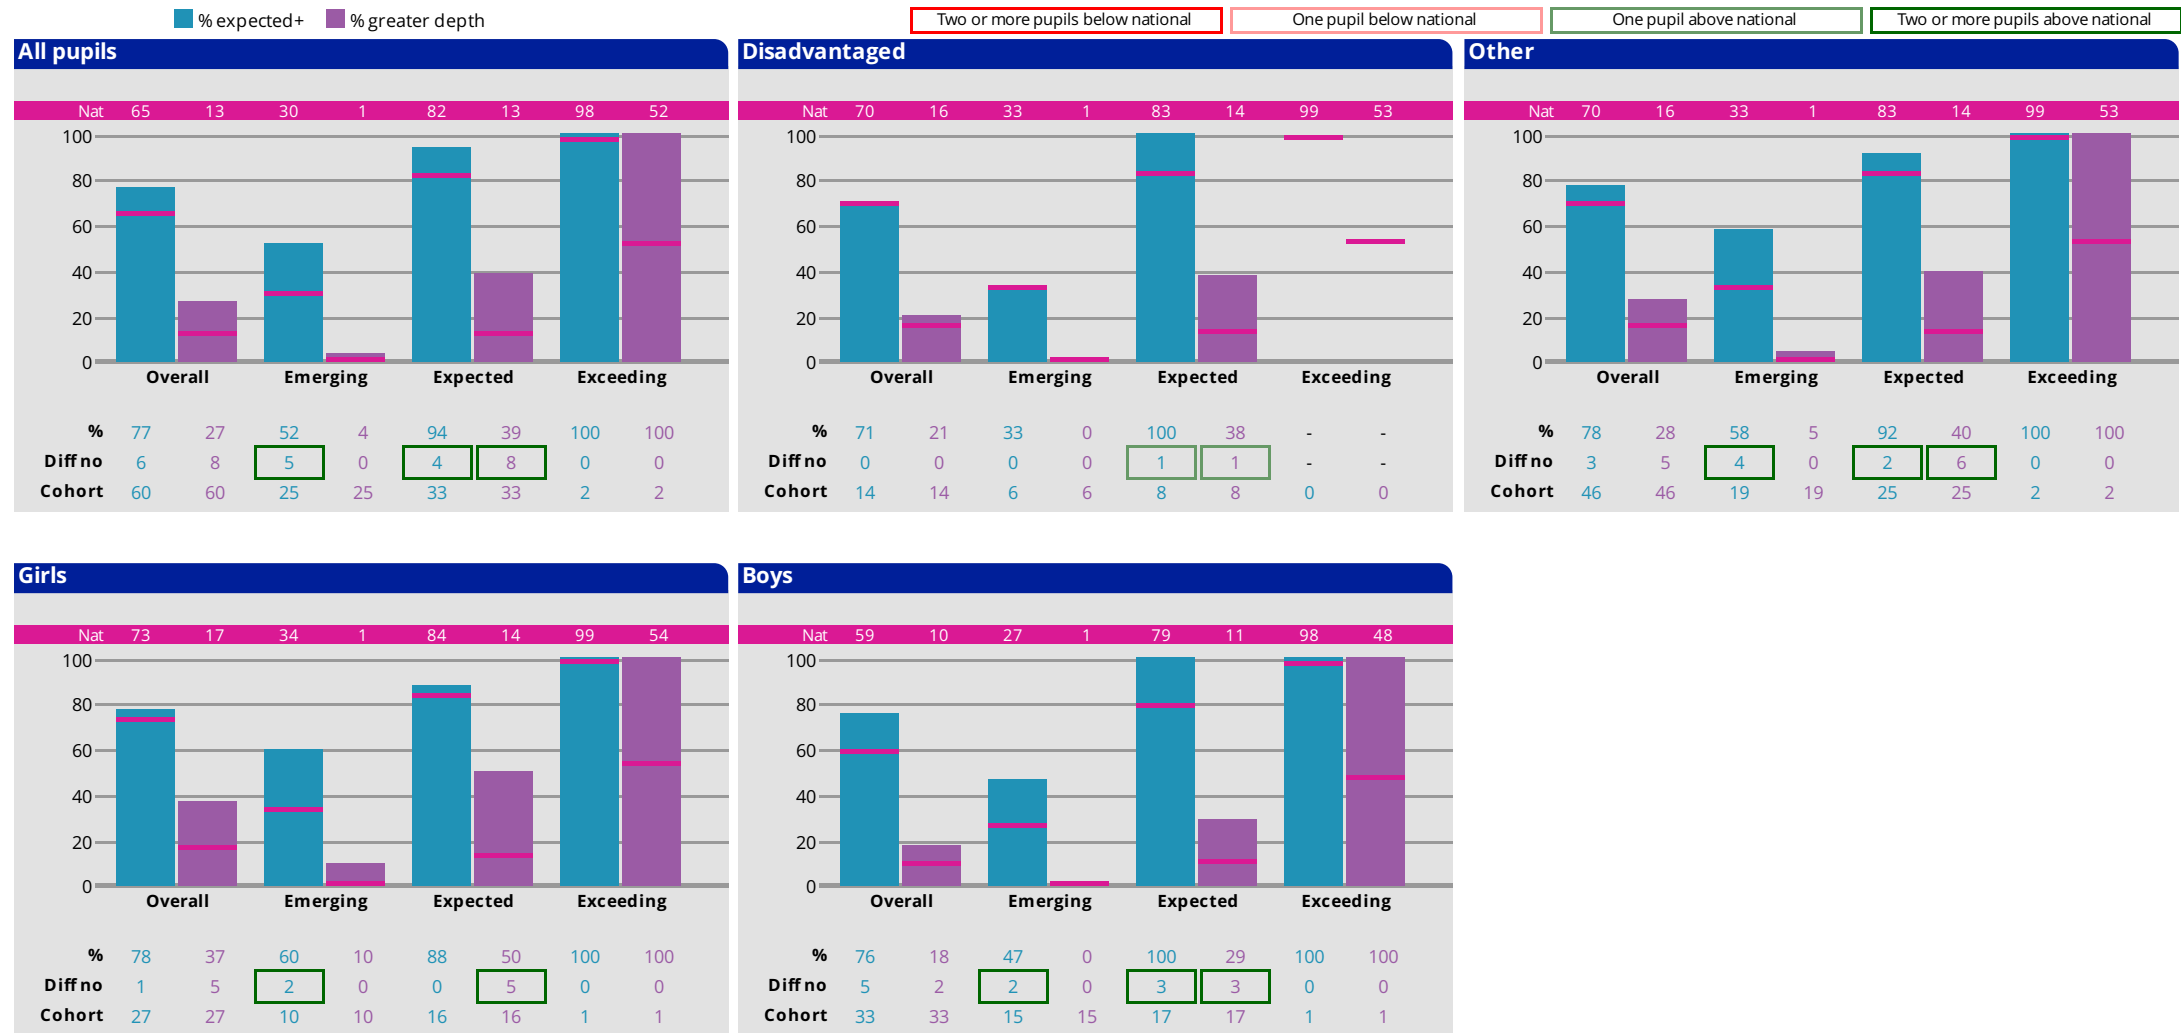 % expected+ % greater depth
Two or more pupils below national One pupil below national One pupil above national Two or more pupils above national
All pupils
Nat 65 13 30 1 82 13 98 52
100
80
60
40
20
0
Overall Emerging Expected Exceeding
% 77 27 52 4 94 39 100 100
Diff no 6 8 5 0 4 8 0 0
Cohort 60 60 25 25 33 33 2 2
Disadvantaged
Nat 70 16 33 1 83 14 99 53
100
80
60
40
20
0
Overall Emerging Expected Exceeding
% 71 21 33 0 100 38 - -
Diff no 0 0 0 0 1 1 - -
Cohort 14 14 6 6 8 8 0 0
Other
Nat 70 16 33 1 83 14 99 53
100
80
60
40
20
0
Overall Emerging Expected Exceeding
% 78 28 58 5 92 40 100 100
Diff no 3 5 4 0 2 6 0 0
Cohort 46 46 19 19 25 25 2 2
Girls
Nat 73 17 34 1 84 14 99 54
100
80
60
40
20
0
Overall Emerging Expected Exceeding
% 78 37 60 10 88 50 100 100
Diff no 1 5 2 0 0 5 0 0
Cohort 27 27 10 10 16 16 1 1
Boys
Nat 59 10 27 1 79 11 98 48
100
80
60
40
20
0
Overall Emerging Expected Exceeding
% 76 18 47 0 100 29 100 100
Diff no 5 2 2 0 3 3 0 0
Cohort 33 33 15 15 17 17 1 1